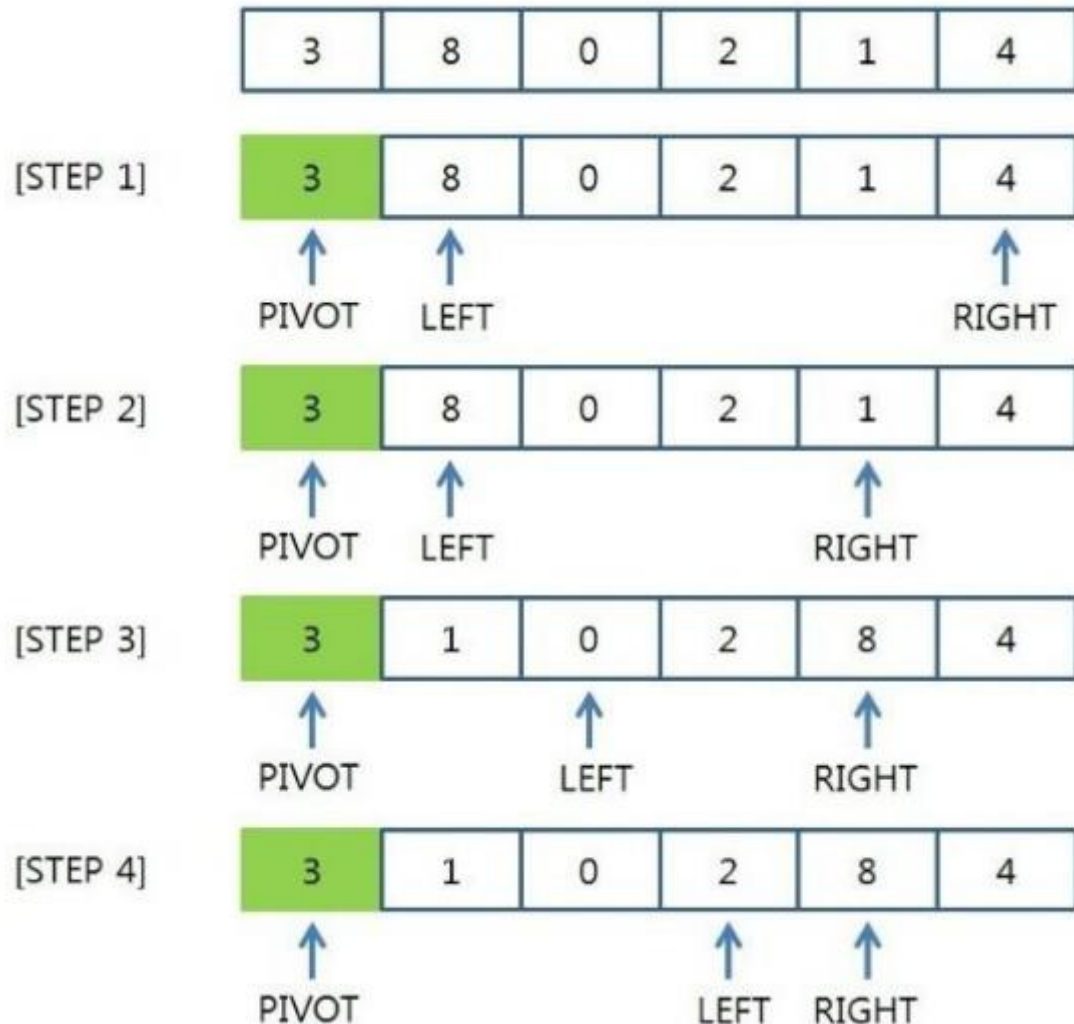 3 8 0 2 1 4
[STEP 1] 3 8 0 2 1 4
PIVOT LEFT RIGHT
[STEP 2] 3 8 0 2 1 4
PIVOT LEFT RIGHT
[STEP 3] 3 1 0 2 8 4
PIVOT LEFT RIGHT
[STEP 4] 3 1 0 2 8 4
PIVOT LEFT RIGHT